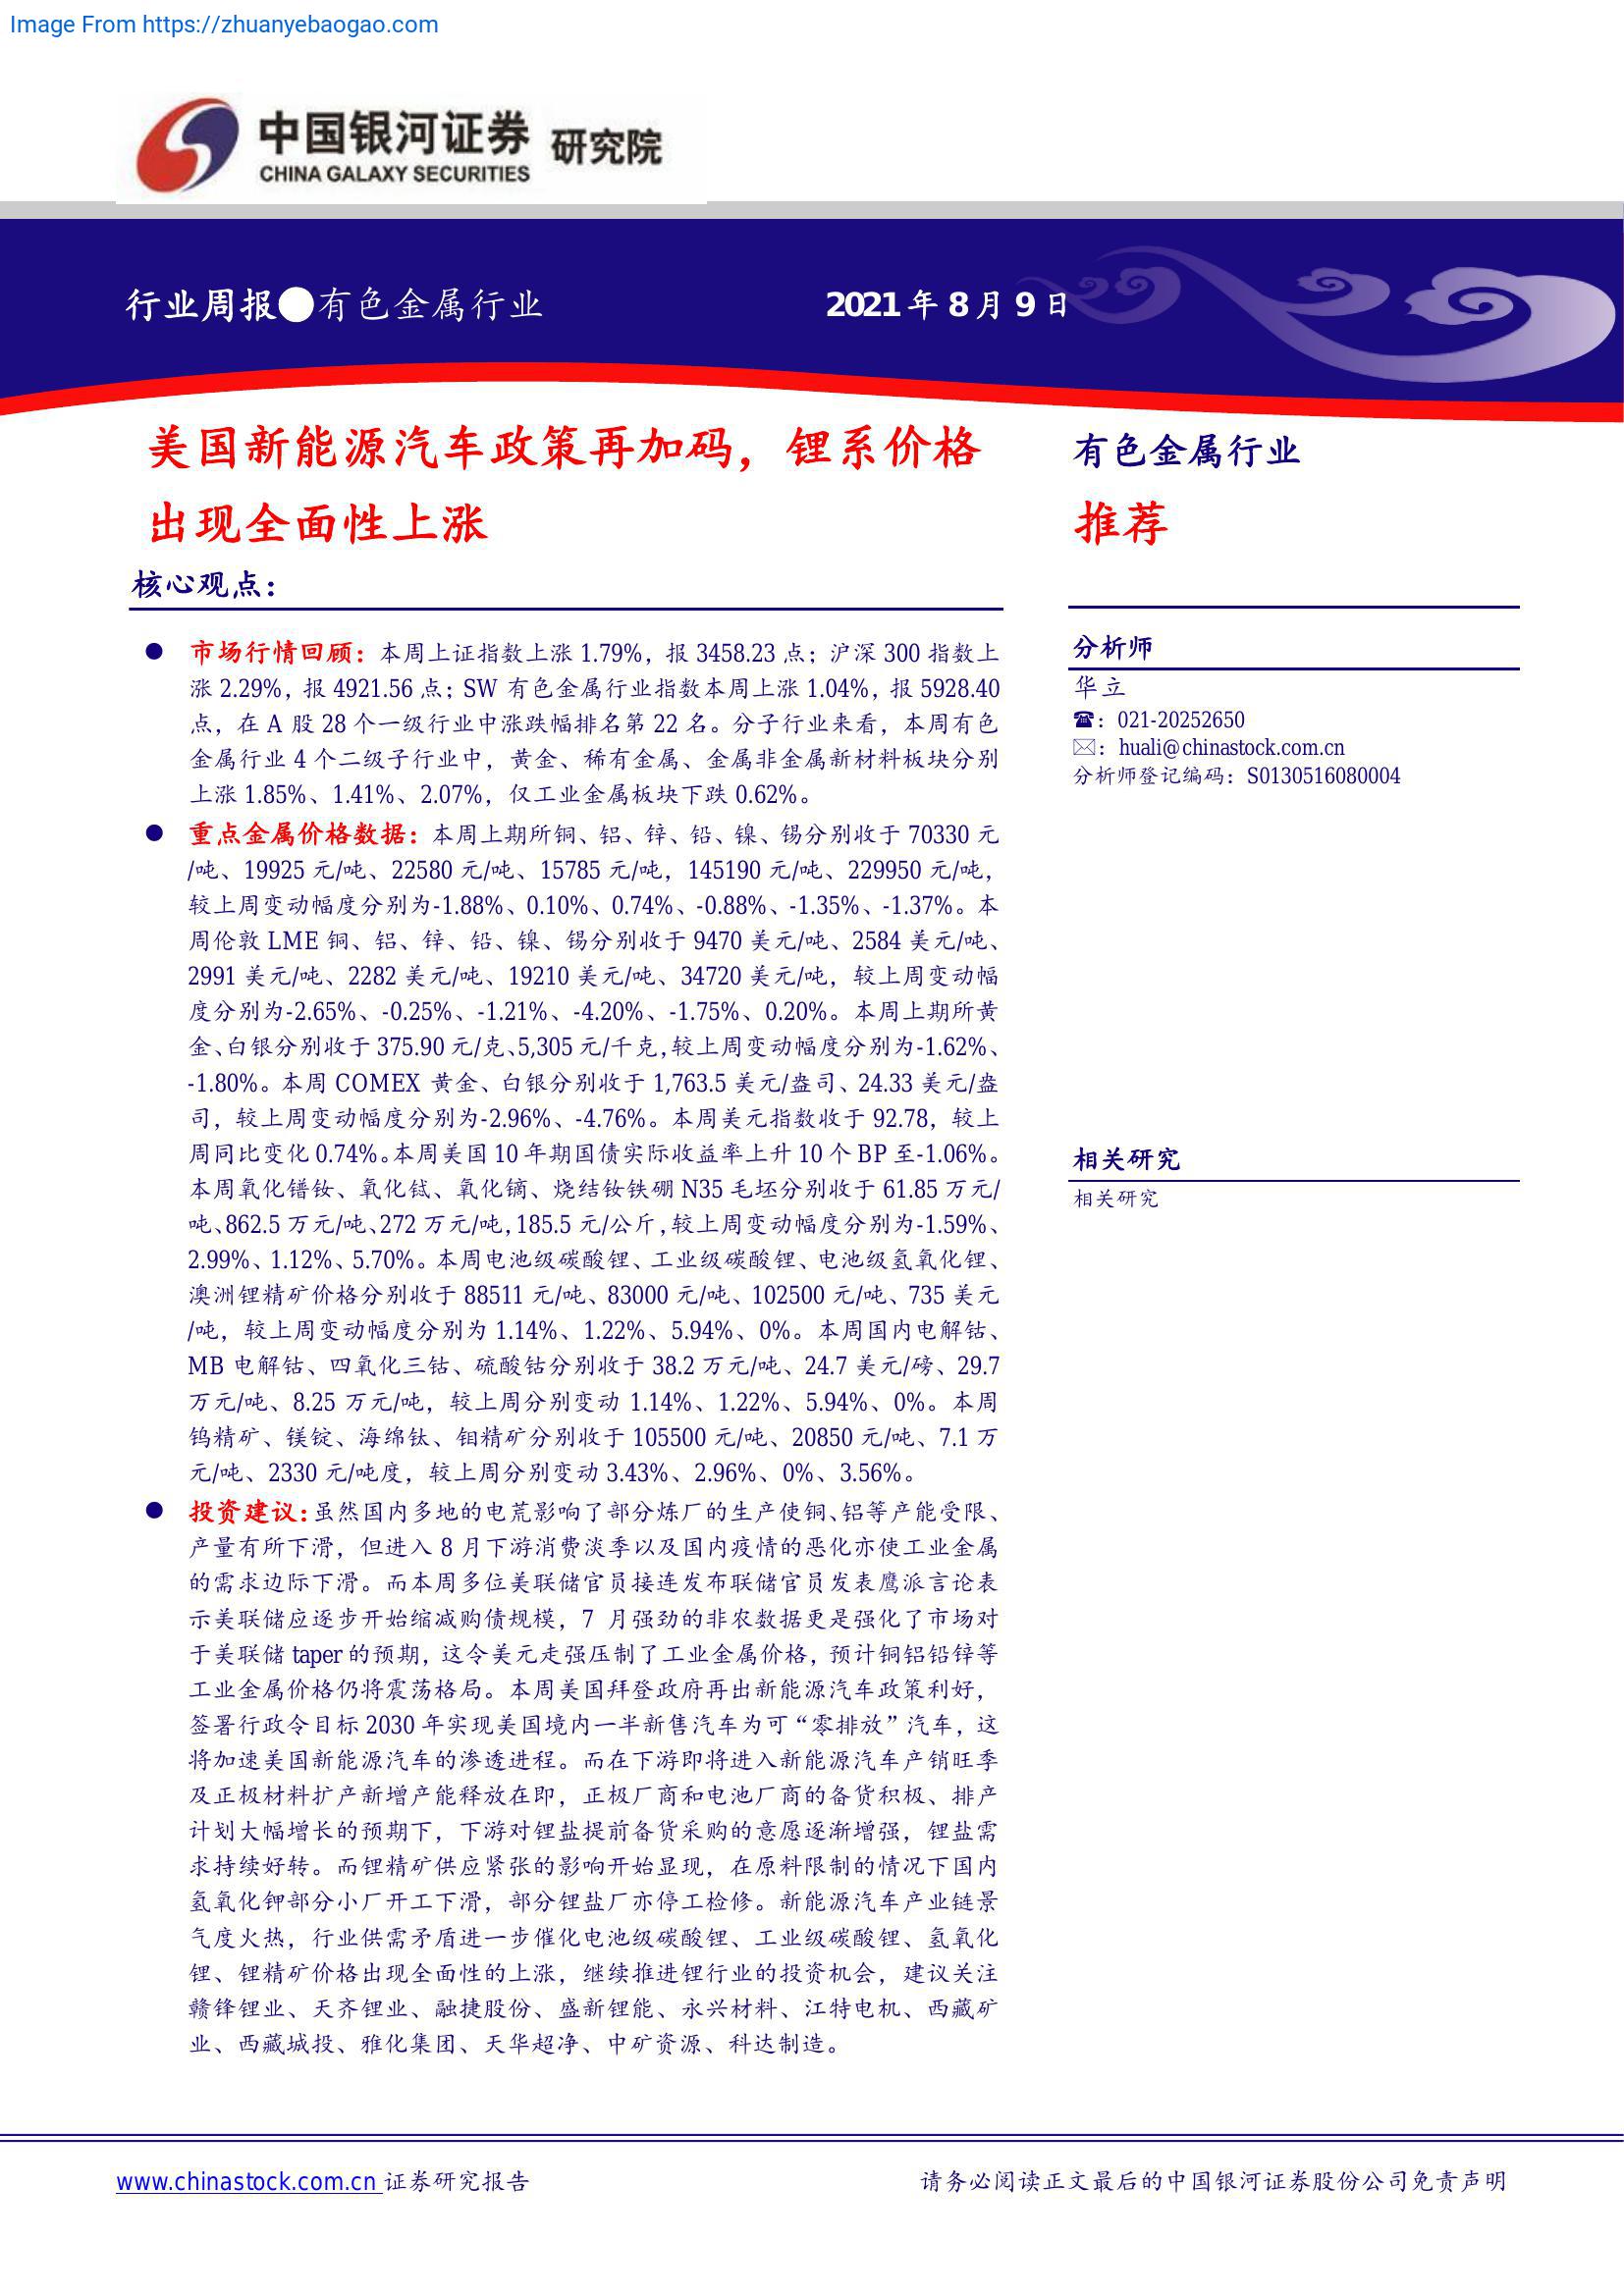 Image From https://zhuanyebaogao.com
中国银河证券 研究院
CHINA GALAXY SECURITIES
行业周报●有色金属行业
2021 年 8 月 9 日
美国新能源汽车政策再加码，锂系价格
出现全面性上涨
核心观点：
● 市场行情回顾：本周上证指数上涨 1.79%，报 3458.23 点；沪深 300 指数上
涨 2.29%，报 4921.56 点；SW 有色金属行业指数本周上涨 1.04%，报 5928.40
点，在 A 股 28 个一级行业中涨跌幅排名第 22 名。分子行业来看，本周有色
金属行业 4 个二级子行业中，黄金、稀有金属、金属非金属新材料板块分别
上涨 1.85%、1.41%、2.07%，仅工业金属板块下跌 0.62%。
● 重点金属价格数据：本周上期所铜、铝、锌、铅、镍、锡分别收于 70330 元
/吨、19925 元/吨、22580 元/吨、15785 元/吨，145190 元/吨、229950 元/吨，
较上周变动幅度分别为-1.88%、0.10%、0.74%、-0.88%、-1.35%、-1.37%。本
周伦敦 LME 铜、铝、锌、铅、镍、锡分别收于 9470 美元/吨、2584 美元/吨、
2991 美元/吨、2282 美元/吨、19210 美元/吨、34720 美元/吨，较上周变动幅
度分别为-2.65%、-0.25%、-1.21%、-4.20%、-1.75%、0.20%。本周上期所黄
金、白银分别收于 375.90 元/克、5,305 元/千克，较上周变动幅度分别为-1.62%、
-1.80%。本周 COMEX 黄金、白银分别收于 1,763.5 美元/盎司、24.33 美元/盎
司，较上周变动幅度分别为-2.96%、-4.76%。本周美元指数收于 92.78，较上
周同比变化 0.74%。本周美国 10 年期国债实际收益率上升 10 个 BP 至-1.06%。
本周氧化镨钕、氧化铽、氧化镝、烧结钕铁硼 N35 毛坯分别收于 61.85 万元/
吨、862.5 万元/吨、272 万元/吨，185.5 元/公斤，较上周变动幅度分别为-1.59%、
2.99%、1.12%、5.70%。本周电池级碳酸锂、工业级碳酸锂、电池级氢氧化锂、
澳洲锂精矿价格分别收于 88511 元/吨、83000 元/吨、102500 元/吨、735 美元
/吨，较上周变动幅度分别为 1.14%、1.22%、5.94%、0%。本周国内电解钴、
MB 电解钴、四氧化三钴、硫酸钴分别收于 38.2 万元/吨、24.7 美元/磅、29.7
万元/吨、8.25 万元/吨，较上周分别变动 1.14%、1.22%、5.94%、0%。本周
钨精矿、镁锭、海绵钛、钼精矿分别收于 105500 元/吨、20850 元/吨、7.1 万
元/吨、2330 元/吨度，较上周分别变动 3.43%、2.96%、0%、3.56%。
● 投资建议：虽然国内多地的电荒影响了部分炼厂的生产使铜、铝等产能受限、
产量有所下滑，但进入 8 月下游消费淡季以及国内疫情的恶化亦使工业金属
的需求边际下滑。而本周多位美联储官员接连发布联储官员发表鹰派言论表
示美联储应逐步开始缩减购债规模，7 月强劲的非农数据更是强化了市场对
于美联储 taper 的预期，这令美元走强压制了工业金属价格，预计铜铝铅锌等
工业金属价格仍将震荡格局。本周美国拜登政府再出新能源汽车政策利好，
签署行政令目标 2030 年实现美国境内一半新售汽车为可“零排放”汽车，这
将加速美国新能源汽车的渗透进程。而在下游即将进入新能源汽车产销旺季
及正极材料扩产新增产能释放在即，正极厂商和电池厂商的备货积极、排产
计划大幅增长的预期下，下游对锂盐提前备货采购的意愿逐渐增强，锂盐需
求持续好转。而锂精矿供应紧张的影响开始显现，在原料限制的情况下国内
氢氧化钾部分小厂开工下滑，部分锂盐厂亦停工检修。新能源汽车产业链景
气度火热，行业供需矛盾进一步催化电池级碳酸锂、工业级碳酸锂、氢氧化
锂、锂精矿价格出现全面性的上涨，继续推进锂行业的投资机会，建议关注
赣锋锂业、天齐锂业、融捷股份、盛新锂能、永兴材料、江特电机、西藏矿
业、西藏城投、雅化集团、天华超净、中矿资源、科达制造。
有色金属行业
推荐
分析师
华立
☎：021-20252650
✉：huali@chinastock.com.cn
分析师登记编码：S0130516080004
相关研究
相关研究
www.chinastock.com.cn 证券研究报告
请务必阅读正文最后的中国银河证券股份公司免责声明